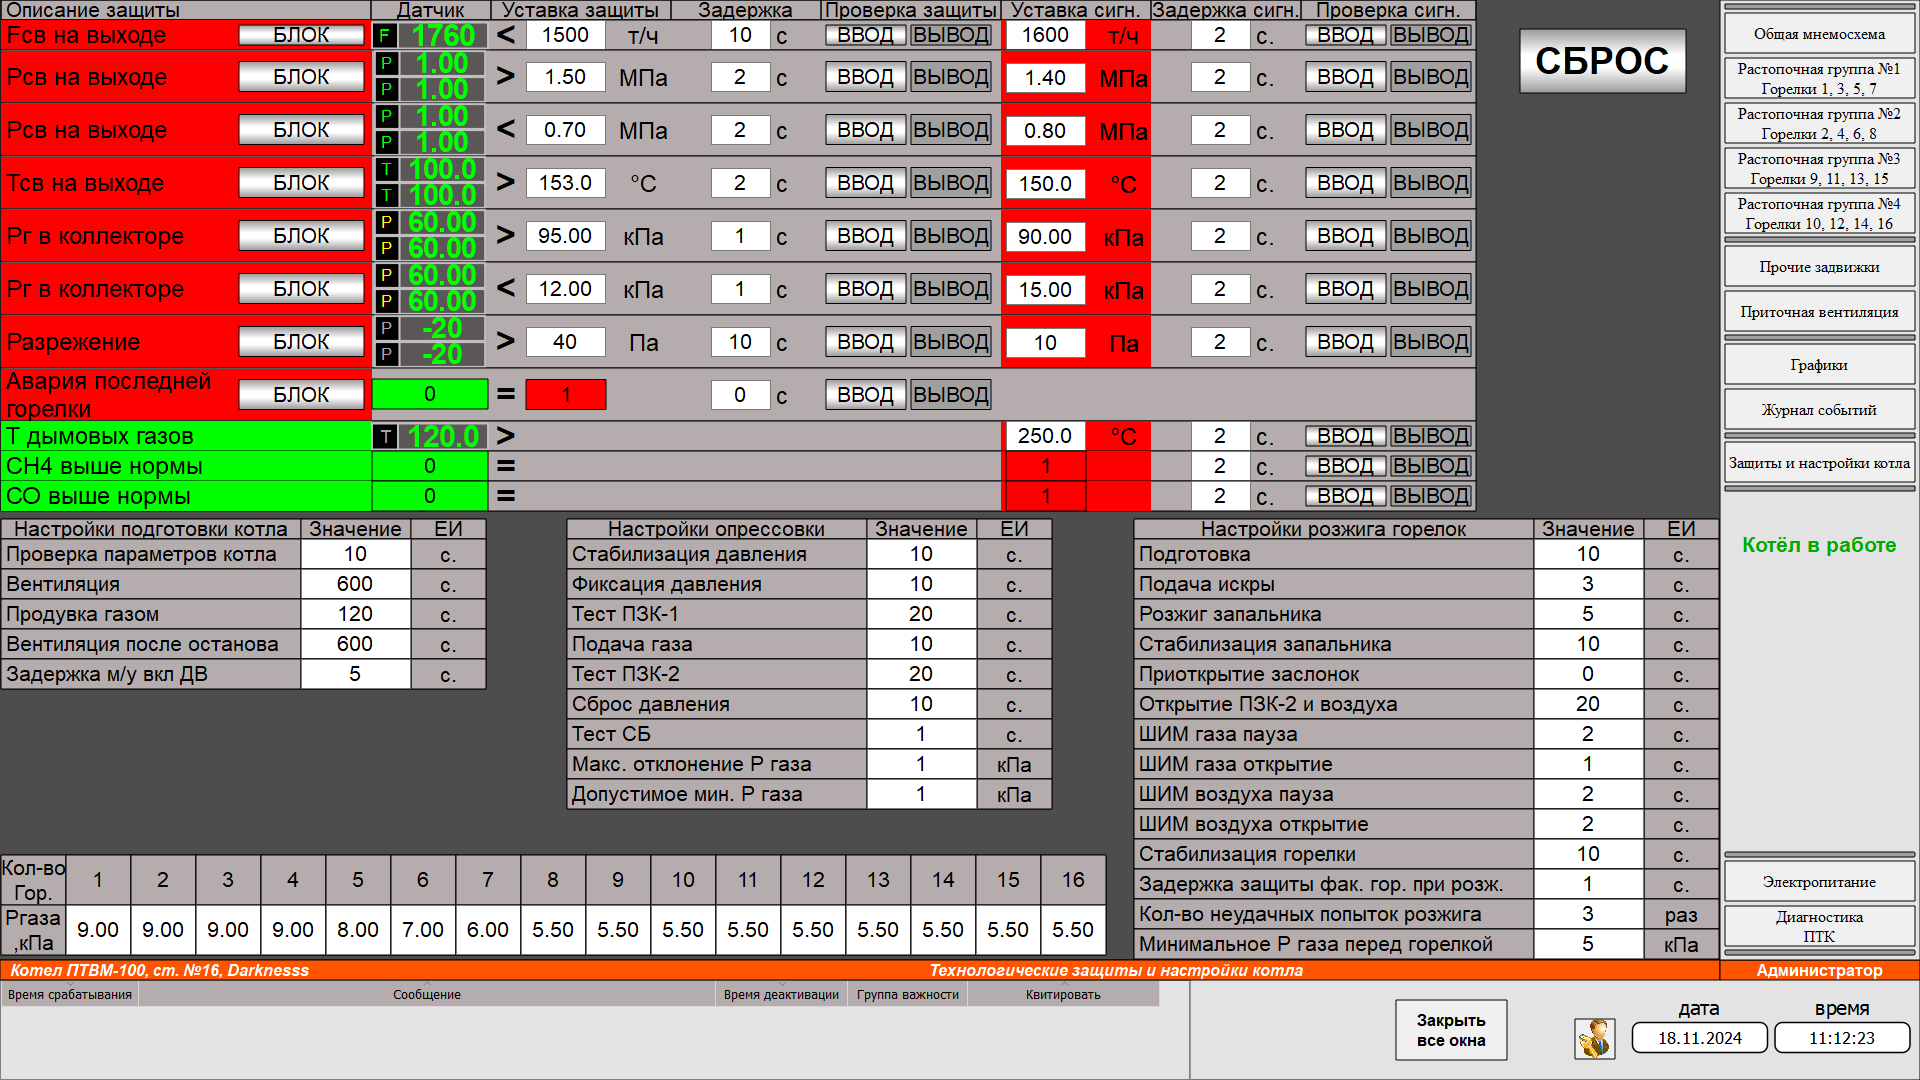 Описание защиты Датчик Уставка защиты Задержка Проверка защиты Уставка сигн. Задержка сигн. Проверка сигн.
Fсв на выходе БЛОК F 1760 < 1500 т/ч 10 с ВВОД ВЫВОД 1600 т/ч 2 с. ВВОД ВЫВОД
Рсв на выходе БЛОК P 1.00 P 1.00 > 1.50 МПа 2 с ВВОД ВЫВОД 1.40 МПа 2 с. ВВОД ВЫВОД
Рсв на выходе БЛОК P 1.00 P 1.00 < 0.70 МПа 2 с ВВОД ВЫВОД 0.80 МПа 2 с. ВВОД ВЫВОД
Тсв на выходе БЛОК T 100.0 T 100.0 > 153.0 °C 2 с ВВОД ВЫВОД 150.0 °C 2 с. ВВОД ВЫВОД
Рг в коллекторе БЛОК P 60.00 P 60.00 > 95.00 кПа 1 с ВВОД ВЫВОД 90.00 кПа 2 с. ВВОД ВЫВОД
Рг в коллекторе БЛОК P 60.00 P 60.00 < 12.00 кПа 1 с ВВОД ВЫВОД 15.00 кПа 2 с. ВВОД ВЫВОД
Разрежение БЛОК P -20 P -20 > 40 Па 10 с ВВОД ВЫВОД 10 Па 2 с. ВВОД ВЫВОД
Авария последней
горелки БЛОК 0 = 1 0 с ВВОД ВЫВОД
Т дымовых газов T 120.0 > 250.0 °C 2 с. ВВОД ВЫВОД
СН4 выше нормы 0 = 1 2 с. ВВОД ВЫВОД
СО выше нормы 0 = 1 2 с. ВВОД ВЫВОД
СБРОС
Общая мнемосхема
Растопочная группа №1
Горелки 1, 3, 5, 7
Растопочная группа №2
Горелки 2, 4, 6, 8
Растопочная группа №3
Горелки 9, 11, 13, 15
Растопочная группа №4
Горелки 10, 12, 14, 16
Прочие задвижки
Приточная вентиляция
Графики
Журнал событий
Защиты и настройки котла
Котёл в работе
Электропитание
Диагностика
ПТК
Настройки подготовки котла Значение ЕИ
Проверка параметров котла 10 с.
Вентиляция 600 с.
Продувка газом 120 с.
Вентиляция после останова 600 с.
Задержка м/у вкл ДВ 5 с.
Настройки опрессовки Значение ЕИ
Стабилизация давления 10 с.
Фиксация давления 10 с.
Тест ПЗК-1 20 с.
Подача газа 10 с.
Тест ПЗК-2 20 с.
Сброс давления 10 с.
Тест СБ 1 с.
Макс. отклонение Р газа 1 кПа
Допустимое мин. Р газа 1 кПа
Настройки розжига горелок Значение ЕИ
Подготовка 10 с.
Подача искры 3 с.
Розжиг запальника 5 с.
Стабилизация запальника 10 с.
Приоткрытие заслонок 0 с.
Открытие ПЗК-2 и воздуха 20 с.
ШИМ газа пауза 2 с.
ШИМ газа открытие 1 с.
ШИМ воздуха пауза 2 с.
ШИМ воздуха открытие 2 с.
Стабилизация горелки 10 с.
Задержка защиты фак. гор. при розж. 1 с.
Кол-во неудачных попыток розжига 3 раз
Минимальное Р газа перед горелкой 5 кПа
Кол-во
Гор. 1 2 3 4 5 6 7 8 9 10 11 12 13 14 15 16
Ргаза
,кПа 9.00 9.00 9.00 9.00 8.00 7.00 6.00 5.50 5.50 5.50 5.50 5.50 5.50 5.50 5.50 5.50
Котел ПТВМ-100, ст. №16, Darknesss Технологические защиты и настройки котла Администратор
Время срабатывания Сообщение Время деактивации Группа важности Квитировать
Закрыть
все окна
дата время
18.11.2024 11:12:23